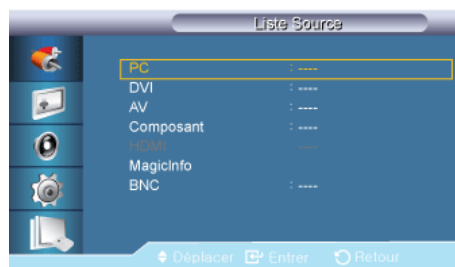 Liste Source
PC : ----
DVI : ----
AV : ----
Composant : ----
HDMI ----
MagicInfo
BNC : ----
Déplacer Entrer Retour